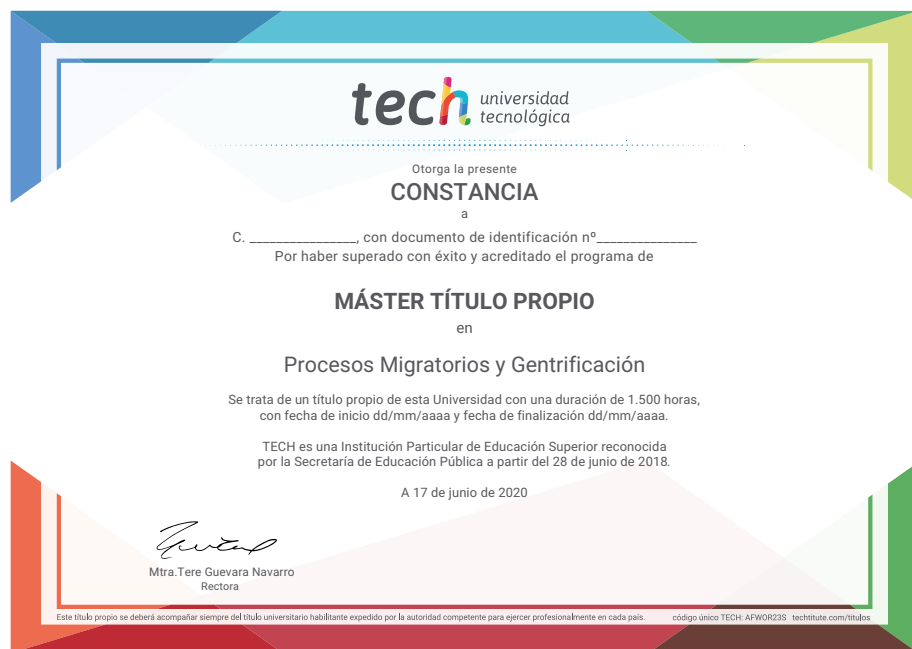 tech universidad
tecnológica
Otorga la presente
CONSTANCIA
a
C. ________________, con documento de identificación nº_______________
Por haber superado con éxito y acreditado el programa de
MÁSTER TÍTULO PROPIO
en
Procesos Migratorios y Gentrificación
Se trata de un título propio de esta Universidad con una duración de 1.500 horas,
con fecha de inicio dd/mm/aaaa y fecha de finalización dd/mm/aaaa.
TECH es una Institución Particular de Educación Superior reconocida
por la Secretaría de Educación Pública a partir del 28 de junio de 2018.
A 17 de junio de 2020
Mtra.Tere Guevara Navarro
Rectora
Este título propio se deberá acompañar siempre del título universitario habilitante expedido por la autoridad competente para ejercer profesionalmente en cada país. código único TECH: AFWOR23S techtitute.com/titulos